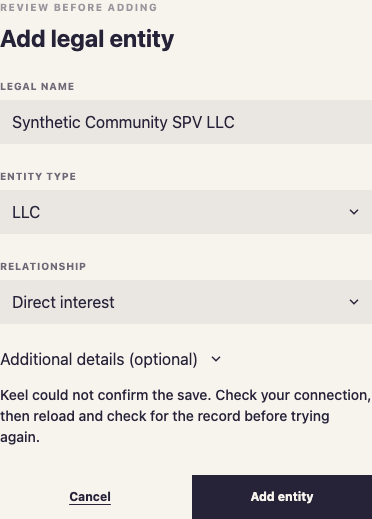 REVIEW BEFORE ADDING
Add legal entity
LEGAL NAME
Synthetic Community SPV LLC
ENTITY TYPE
LLC
RELATIONSHIP
Direct interest
Additional details (optional)
Keel could not confirm the save. Check your connection,
then reload and check for the record before trying
again.
Cancel
Add entity